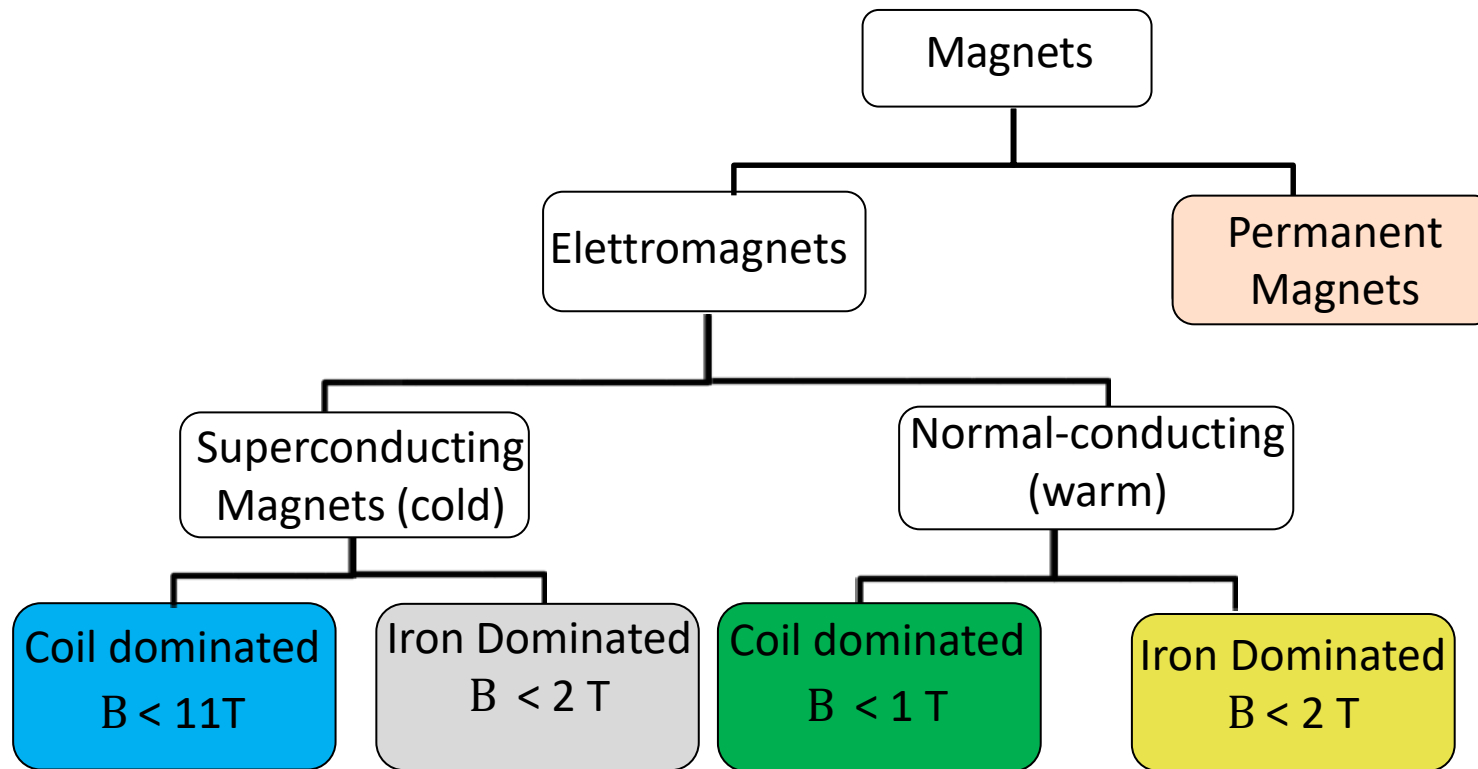 Magnets
Elettromagnets
Permanent
Magnets
Superconducting
Magnets (cold)
Normal-conducting
(warm)
Coil dominated
B < 11T
Iron Dominated
B < 2 T
Coil dominated
B < 1 T
Iron Dominated
B < 2 T